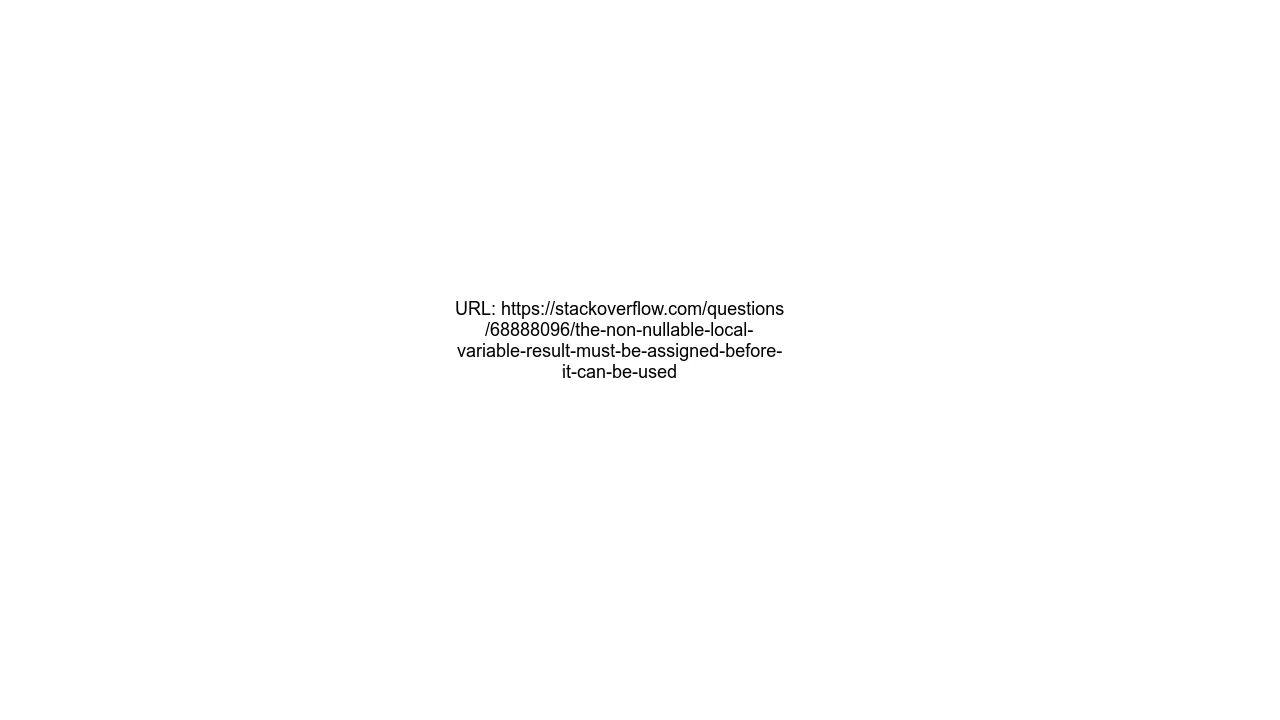 URL: https://stackoverflow.com/questions
/68888096/the-non-nullable-local-
variable-result-must-be-assigned-before-
it-can-be-used